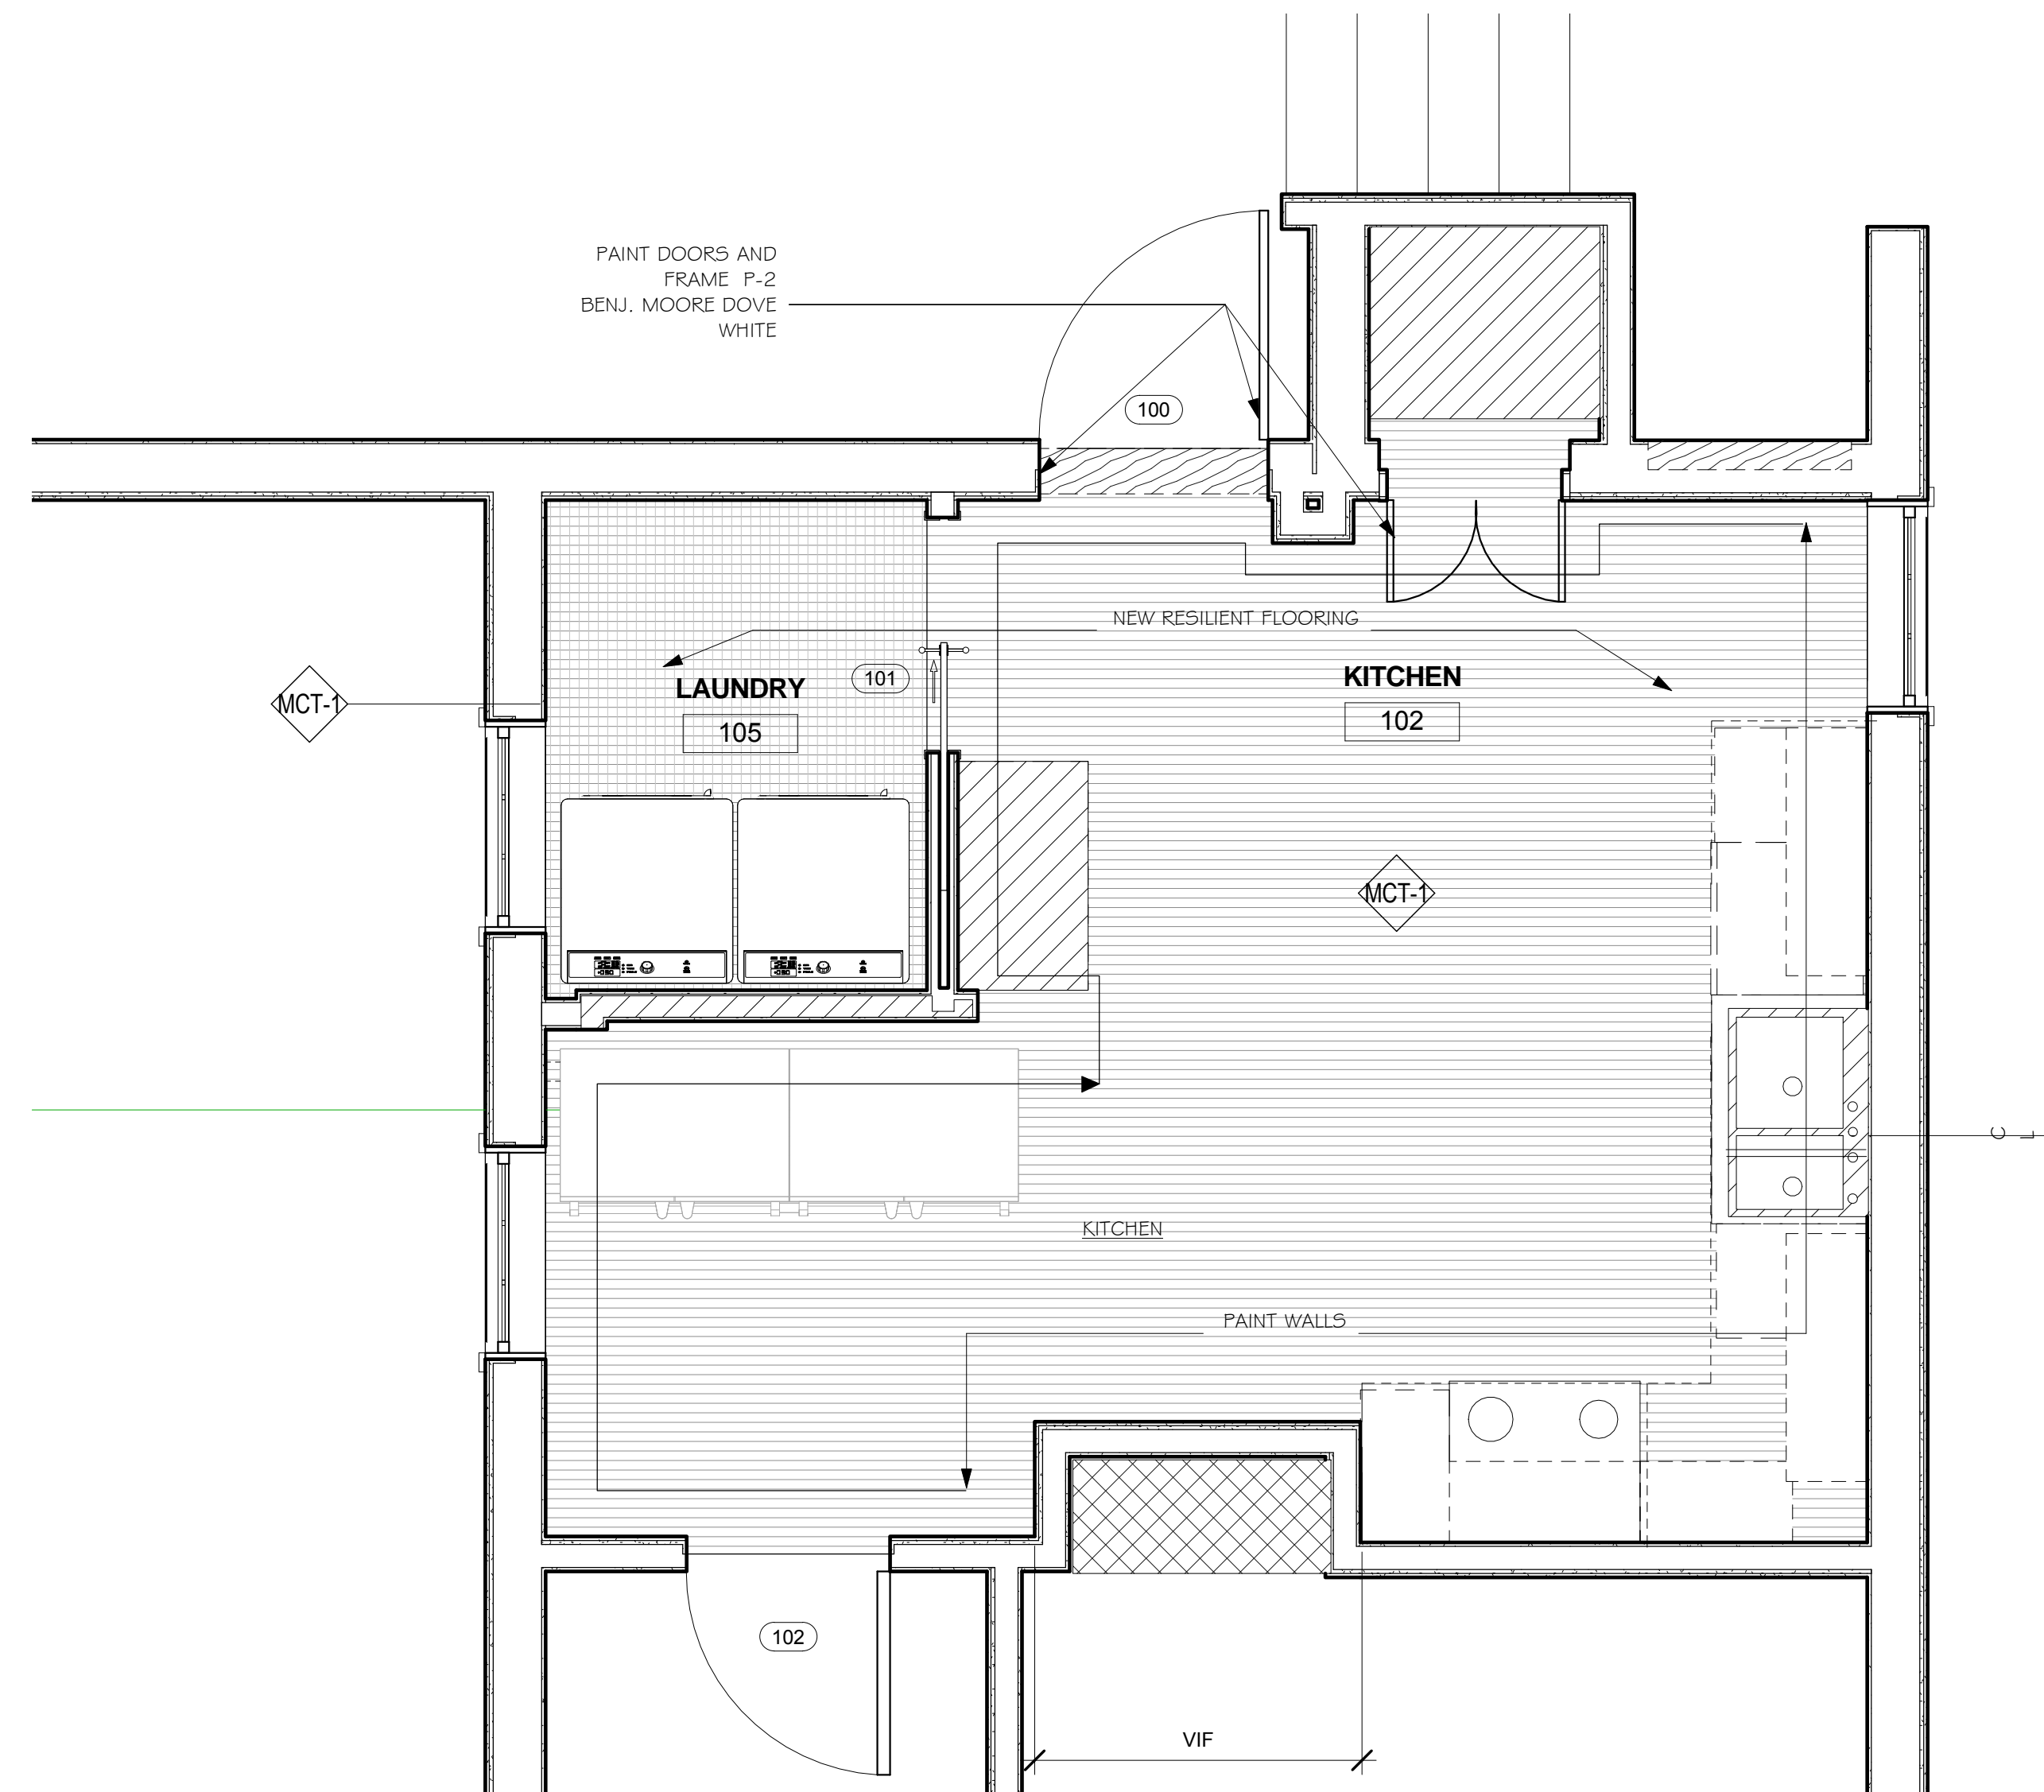 PAINT DOORS AND
FRAME P-2
BENJ. MOORE DOVE
WHITE
100
NEW RESILIENT FLOORING
LAUNDRY
105
101
KITCHEN
102
MCT-1
MCT-1
C
L
KITCHEN
PAINT WALLS
102
VIF